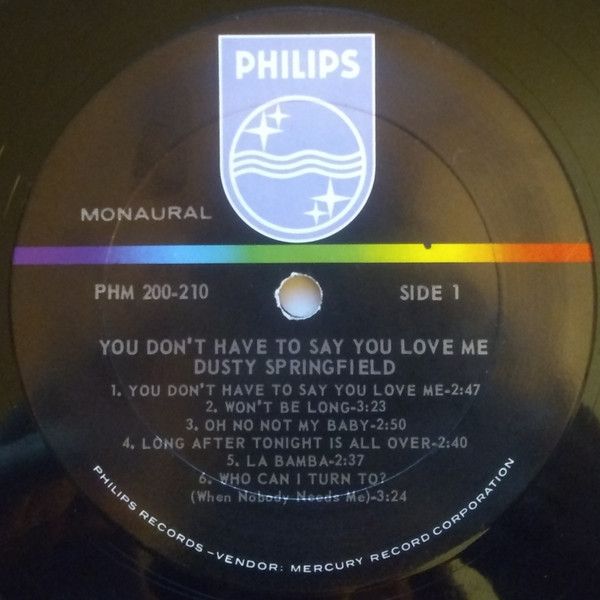 PHILIPS
MONAURAL
PHM 200-210
SIDE 1
YOU DON'T HAVE TO SAY YOU LOVE ME
DUSTY SPRINGFIELD
1. YOU DON'T HAVE TO SAY YOU LOVE ME-2:47
2. WON'T BE LONG-3:23
3. OH NO NOT MY BABY-2:50
4. LONG AFTER TONIGHT IS ALL OVER-2:40
5. LA BAMBA-2:37
6. WHO CAN I TURN TO?
(When Nobody Needs Me)-3:24
PHILIPS RECORDS-VENDOR: MERCURY RECORD CORPORATION